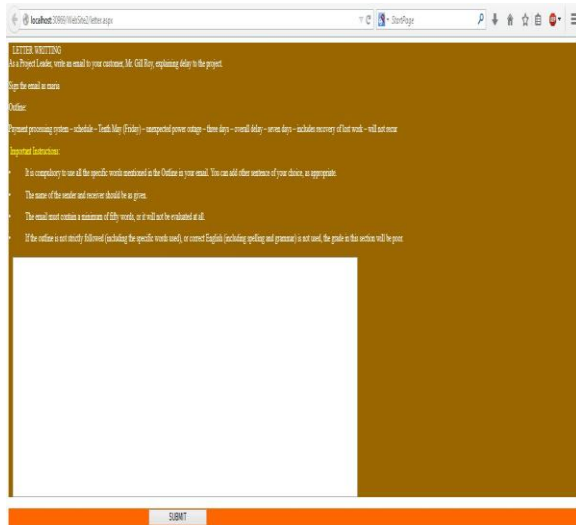 localhost:30969/WebSite2/letter.aspx
StartPage
LETTER WRITTING
As a Project Leader, write an email to your customer, Mr. Gill Roy, explaining delay to the project
Sign the email as maria
Outline:
Payment processing system – schedule – Tenth May (Friday) – unexpected power outage – three days – overall delay – seven days – includes recovery of lost work – will not recur
Important Instructions:
• It is compulsory to use all the specific words mentioned in the Outline in your email. You can add other sentence of your choice, as appropriate.
• The name of the sender and receiver should be as given.
• The email must contain a minimum of fifty words, or it will not be evaluated at all.
• If the outline is not strictly followed (including the specific words used), or correct English (including spelling and grammar) is not used, the grade in this section will be poor.
SUBMIT